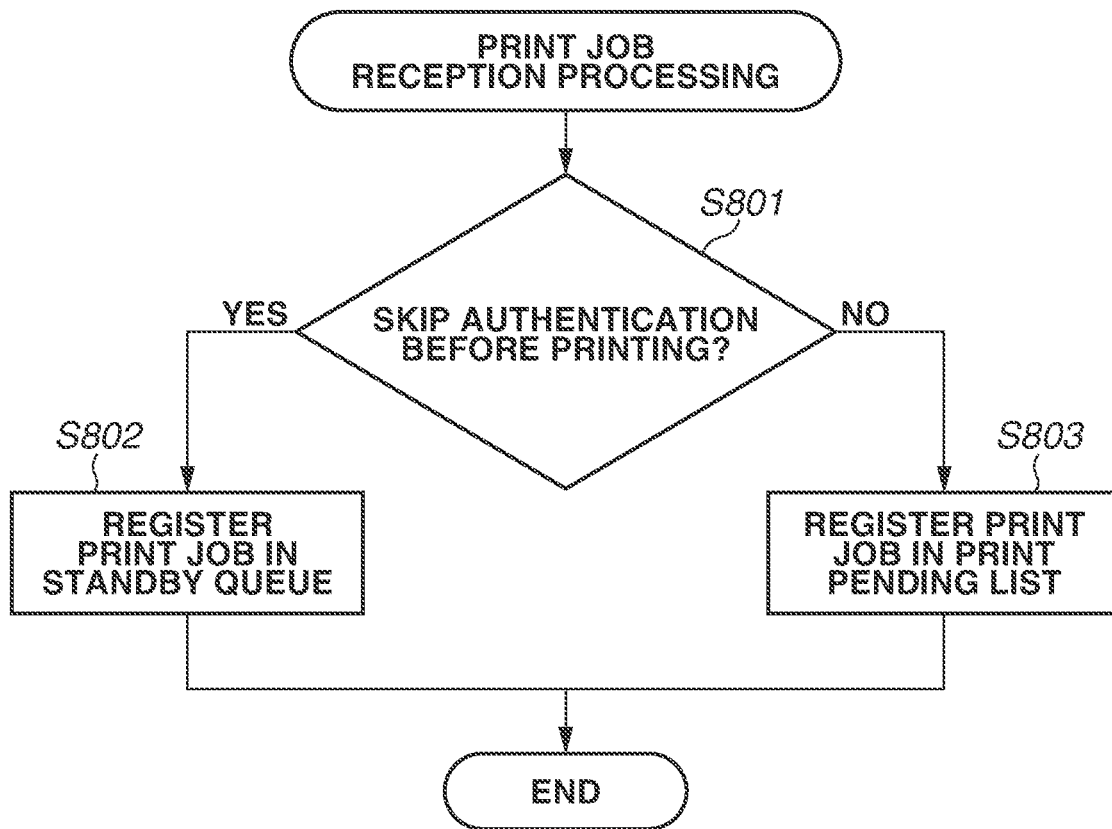 PRINT JOB
RECEPTION PROCESSING
S801
YES
SKIP AUTHENTICATION
BEFORE PRINTING?
NO
S802
REGISTER
PRINT JOB IN
STANDBY QUEUE
S803
REGISTER PRINT
JOB IN PRINT
PENDING LIST
END